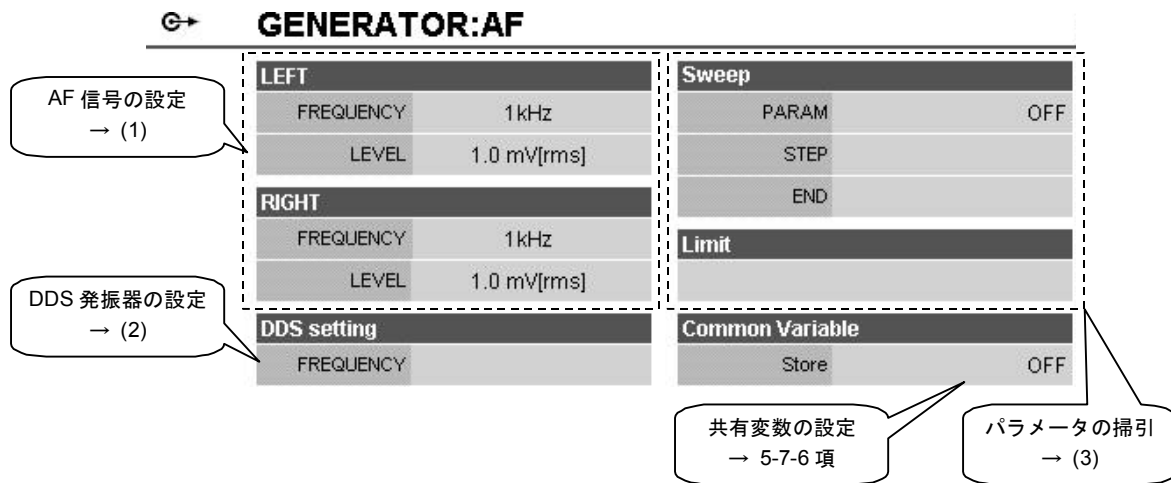 GENERATOR:AF
AF 信号の設定
→ (1)
LEFT
FREQUENCY 1kHz
LEVEL 1.0 mV[rms]
RIGHT
FREQUENCY 1kHz
LEVEL 1.0 mV[rms]
DDS 発振器の設定
→ (2)
DDS setting
FREQUENCY
Sweep
PARAM OFF
STEP
END
Limit
Common Variable
Store OFF
共有変数の設定
→ 5-7-6 項
パラメータの掃引
→ (3)